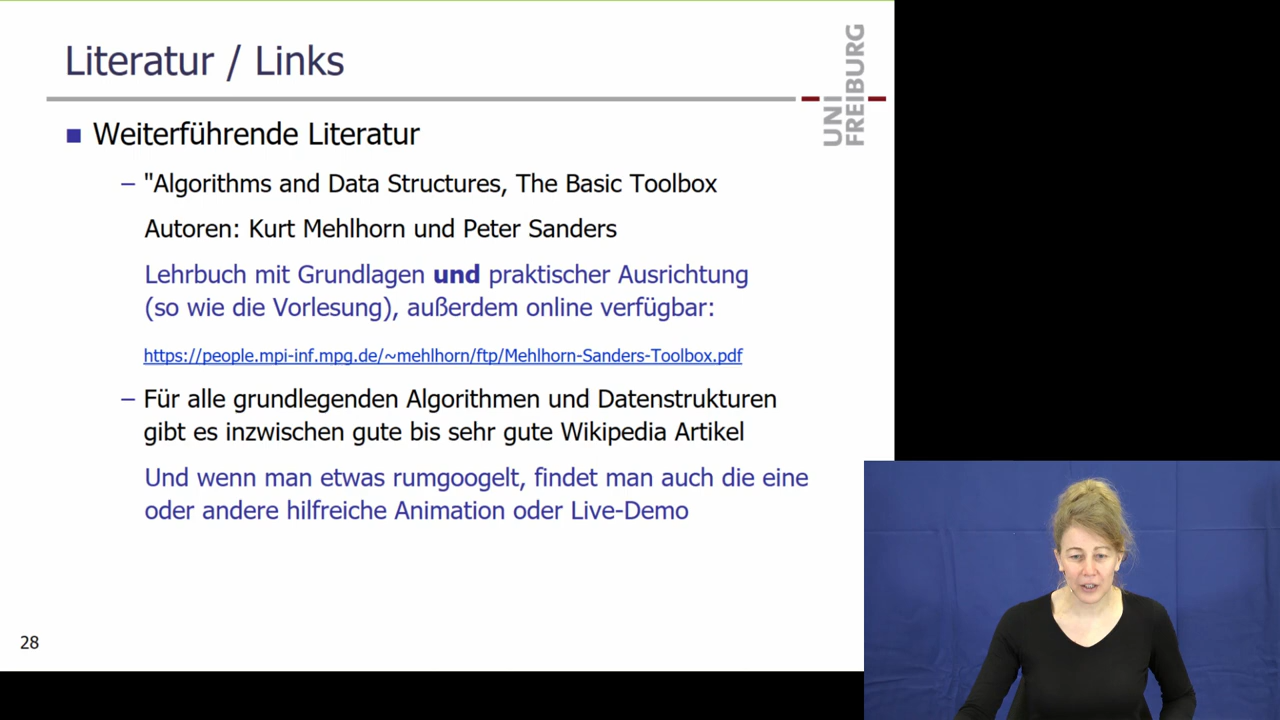 Literatur / Links
UNI
FREIBURG
Weiterführende Literatur
– "Algorithms and Data Structures, The Basic Toolbox
Autoren: Kurt Mehlhorn und Peter Sanders
Lehrbuch mit Grundlagen und praktischer Ausrichtung
(so wie die Vorlesung), außerdem online verfügbar:
https://people.mpi-inf.mpg.de/~mehlhorn/ftp/Mehlhorn-Sanders-Toolbox.pdf
– Für alle grundlegenden Algorithmen und Datenstrukturen
gibt es inzwischen gute bis sehr gute Wikipedia Artikel
Und wenn man etwas rumgoogelt, findet man auch die eine
oder andere hilfreiche Animation oder Live-Demo
28